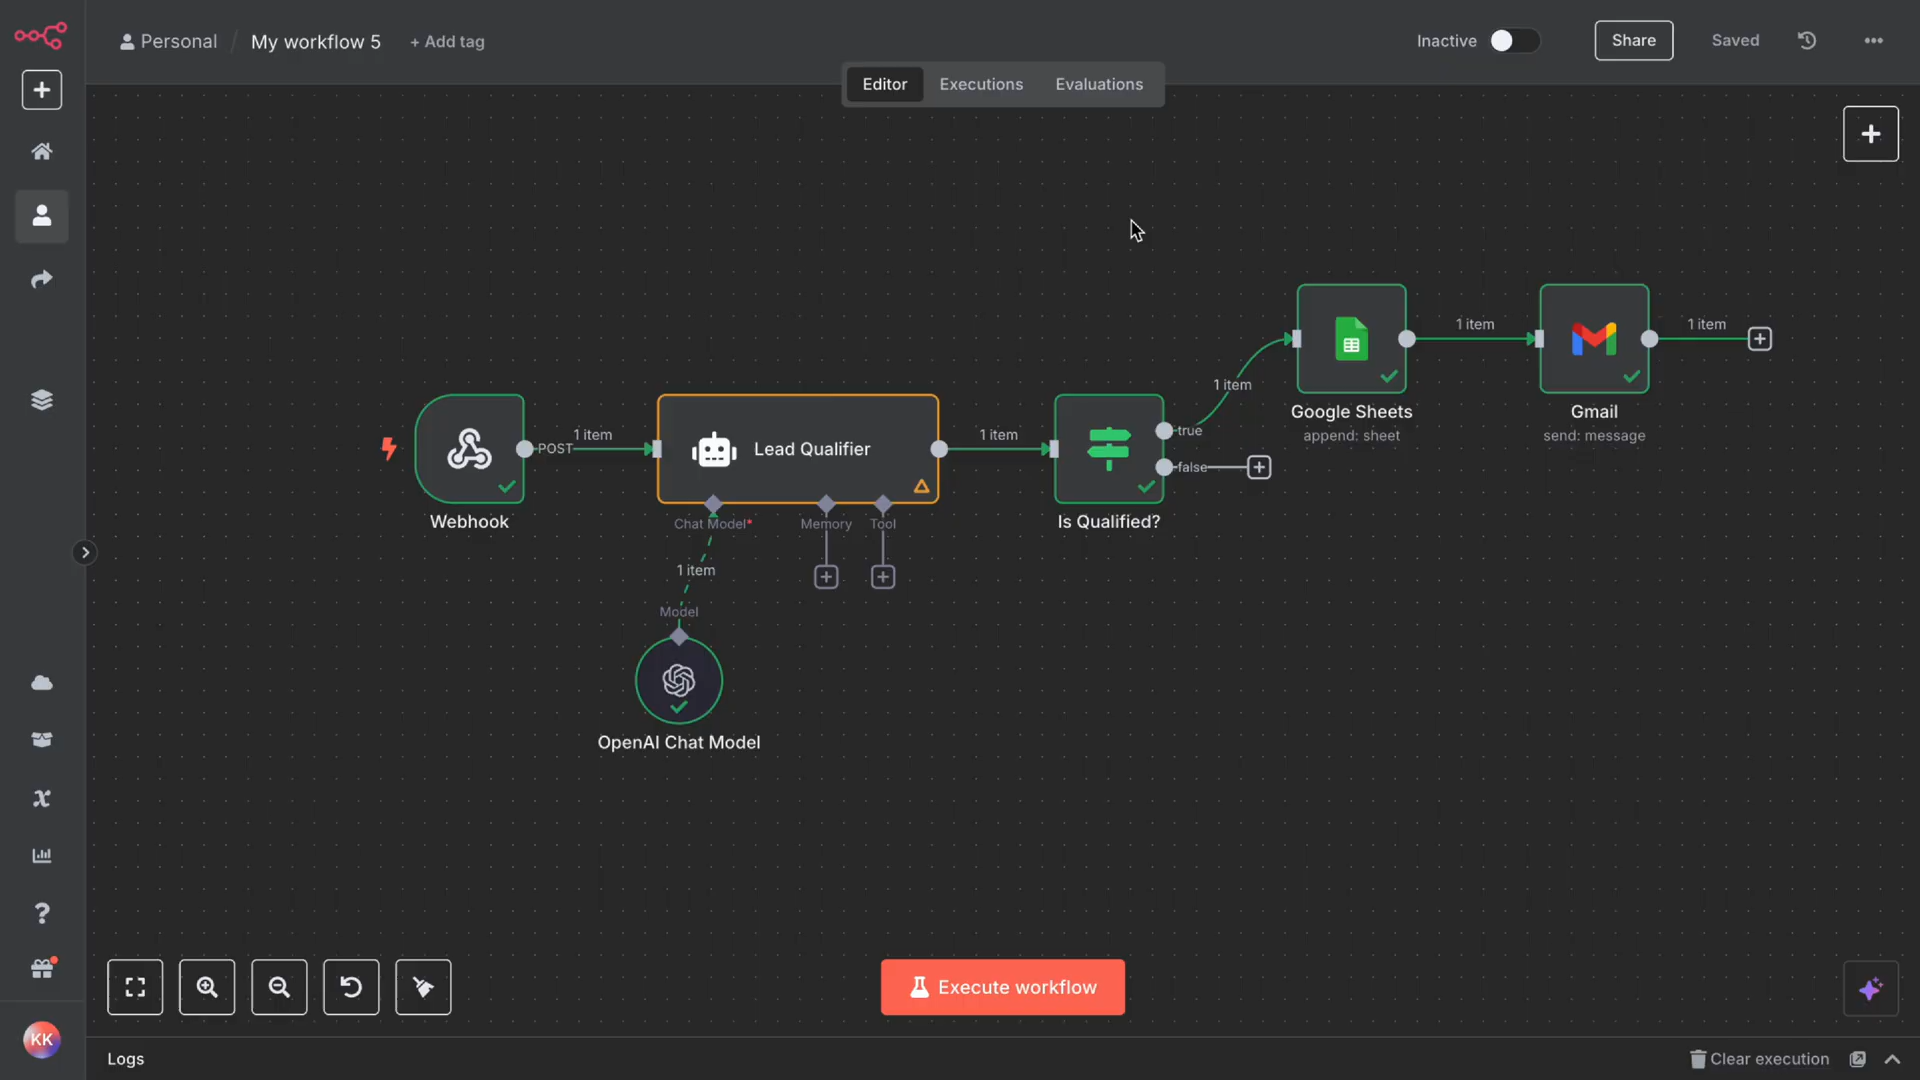 Personal / My workflow 5 + Add tag
Inactive Share Saved
Editor Executions Evaluations
1 item 1 item
1 item
true
Google Sheets Gmail
append: sheet send: message
1 item 1 item
POST Lead Qualifier
false
Webhook Chat Model* Memory Tool Is Qualified?
1 item
Model
OpenAI Chat Model
Execute workflow
KK
Logs Clear execution